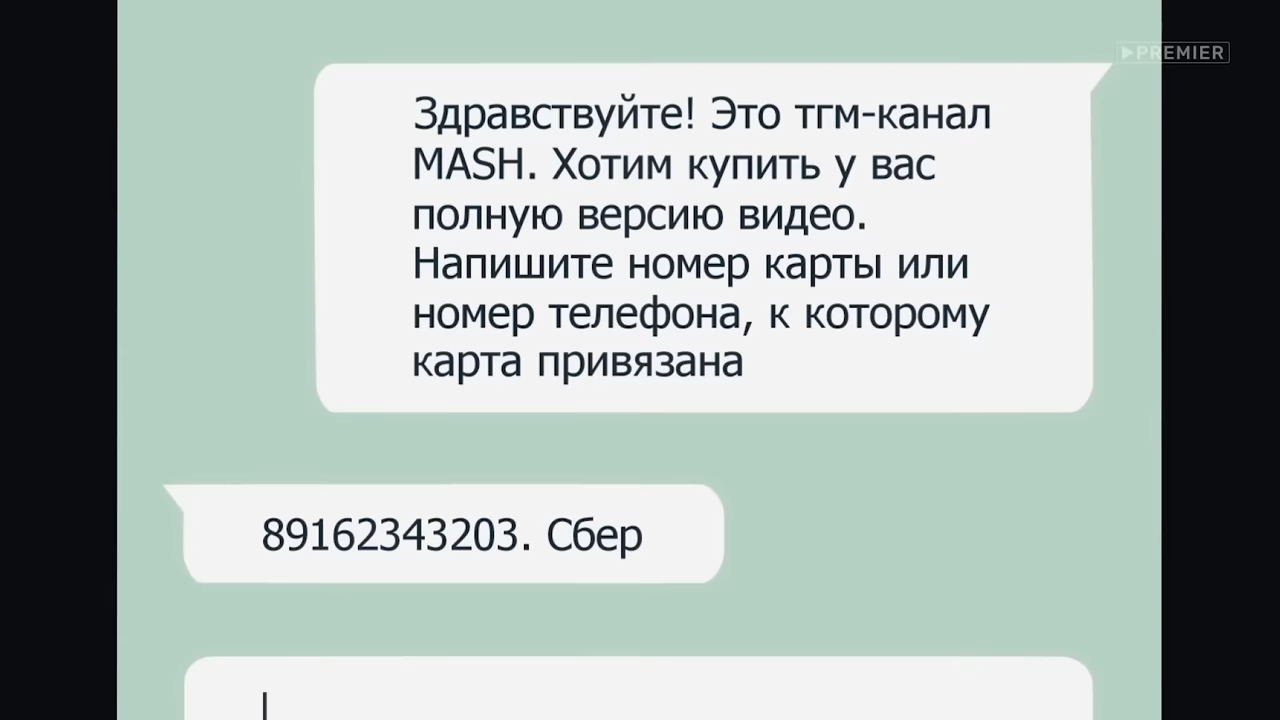 PREMIER
Здравствуйте! Это тгм-канал
MASH. Хотим купить у вас
полную версию видео.
Напишите номер карты или
номер телефона, к которому
карта привязана
89162343203. Сбер